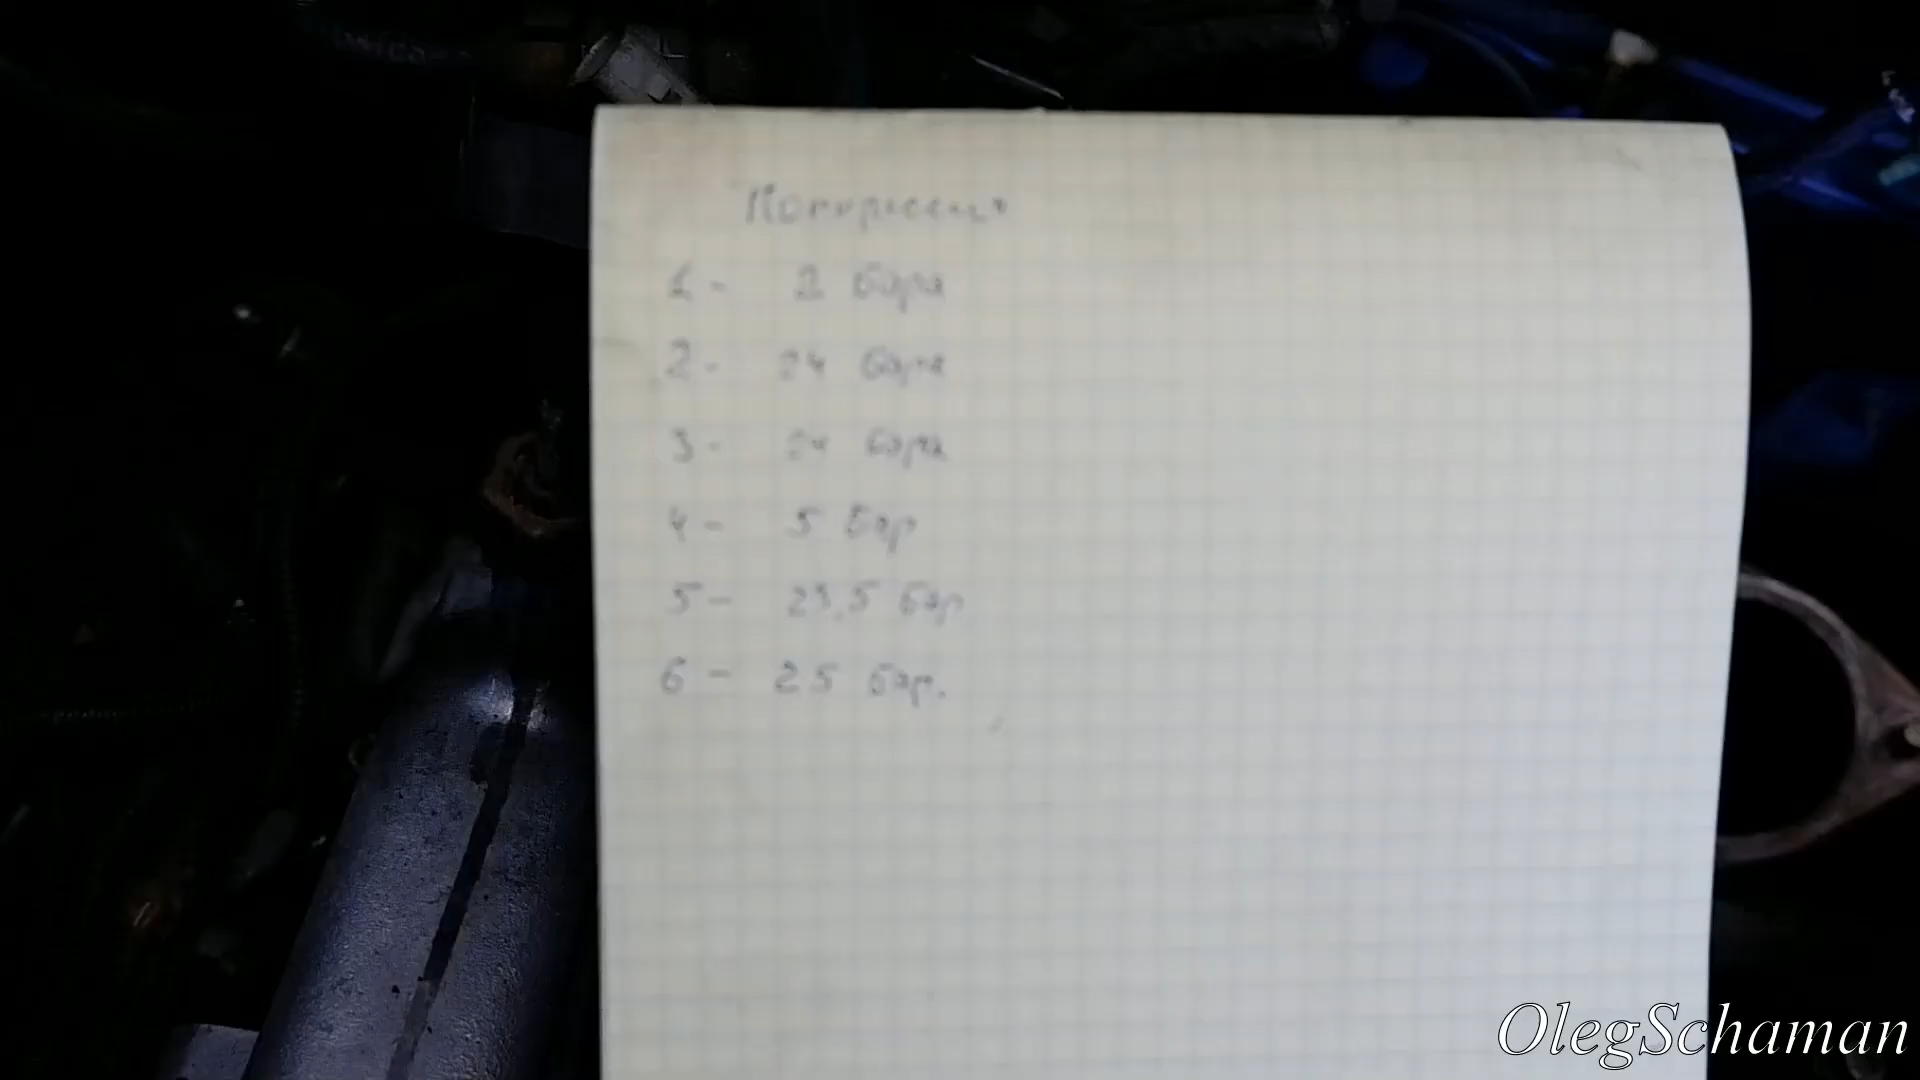 Компрессия
1 - 2 бара
2 - 24 бара
3 - 24 бара
4 - 5 бар
5 - 23,5 бар
6 - 25 бар.
OlegSchaman